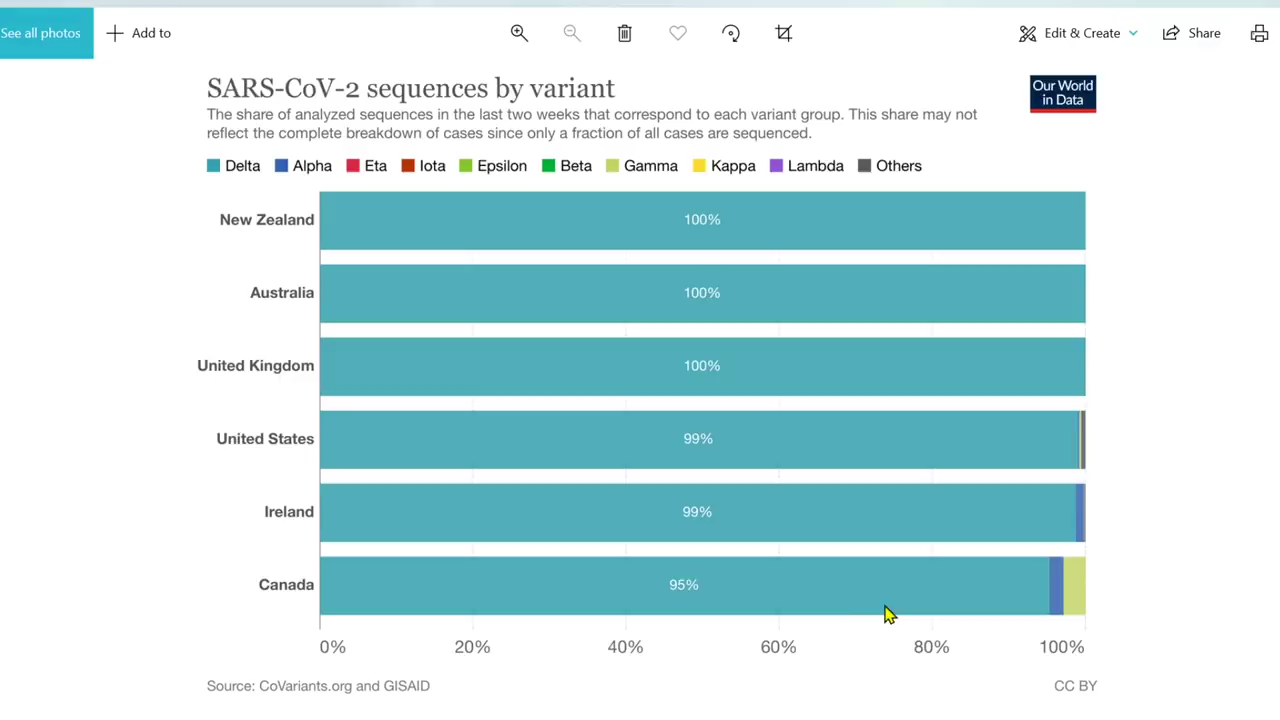 See all photos
Add to
Edit & Create
Share
SARS-CoV-2 sequences by variant
The share of analyzed sequences in the last two weeks that correspond to each variant group. This share may not
reflect the complete breakdown of cases since only a fraction of all cases are sequenced.
Our World
in Data
Delta Alpha Eta Iota Epsilon Beta Gamma Kappa Lambda Others
New Zealand 100%
Australia 100%
United Kingdom 100%
United States 99%
Ireland 99%
Canada 95%
0% 20% 40% 60% 80% 100%
Source: CoVariants.org and GISAID
CC BY